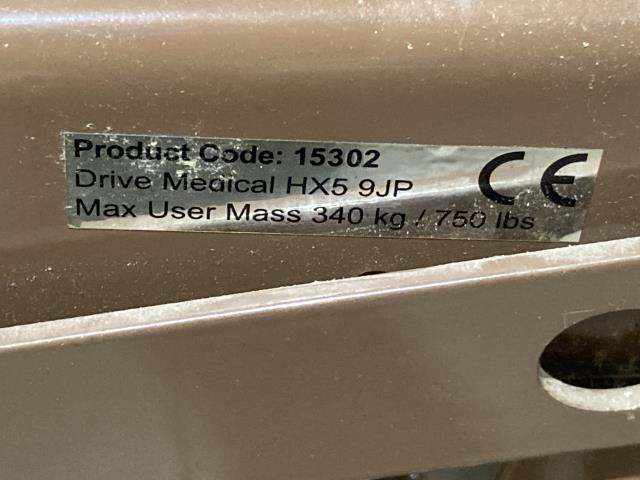 Product Code: 15302
Drive Medical HX5 9JP
Max User Mass 340 kg / 750 lbs
CE